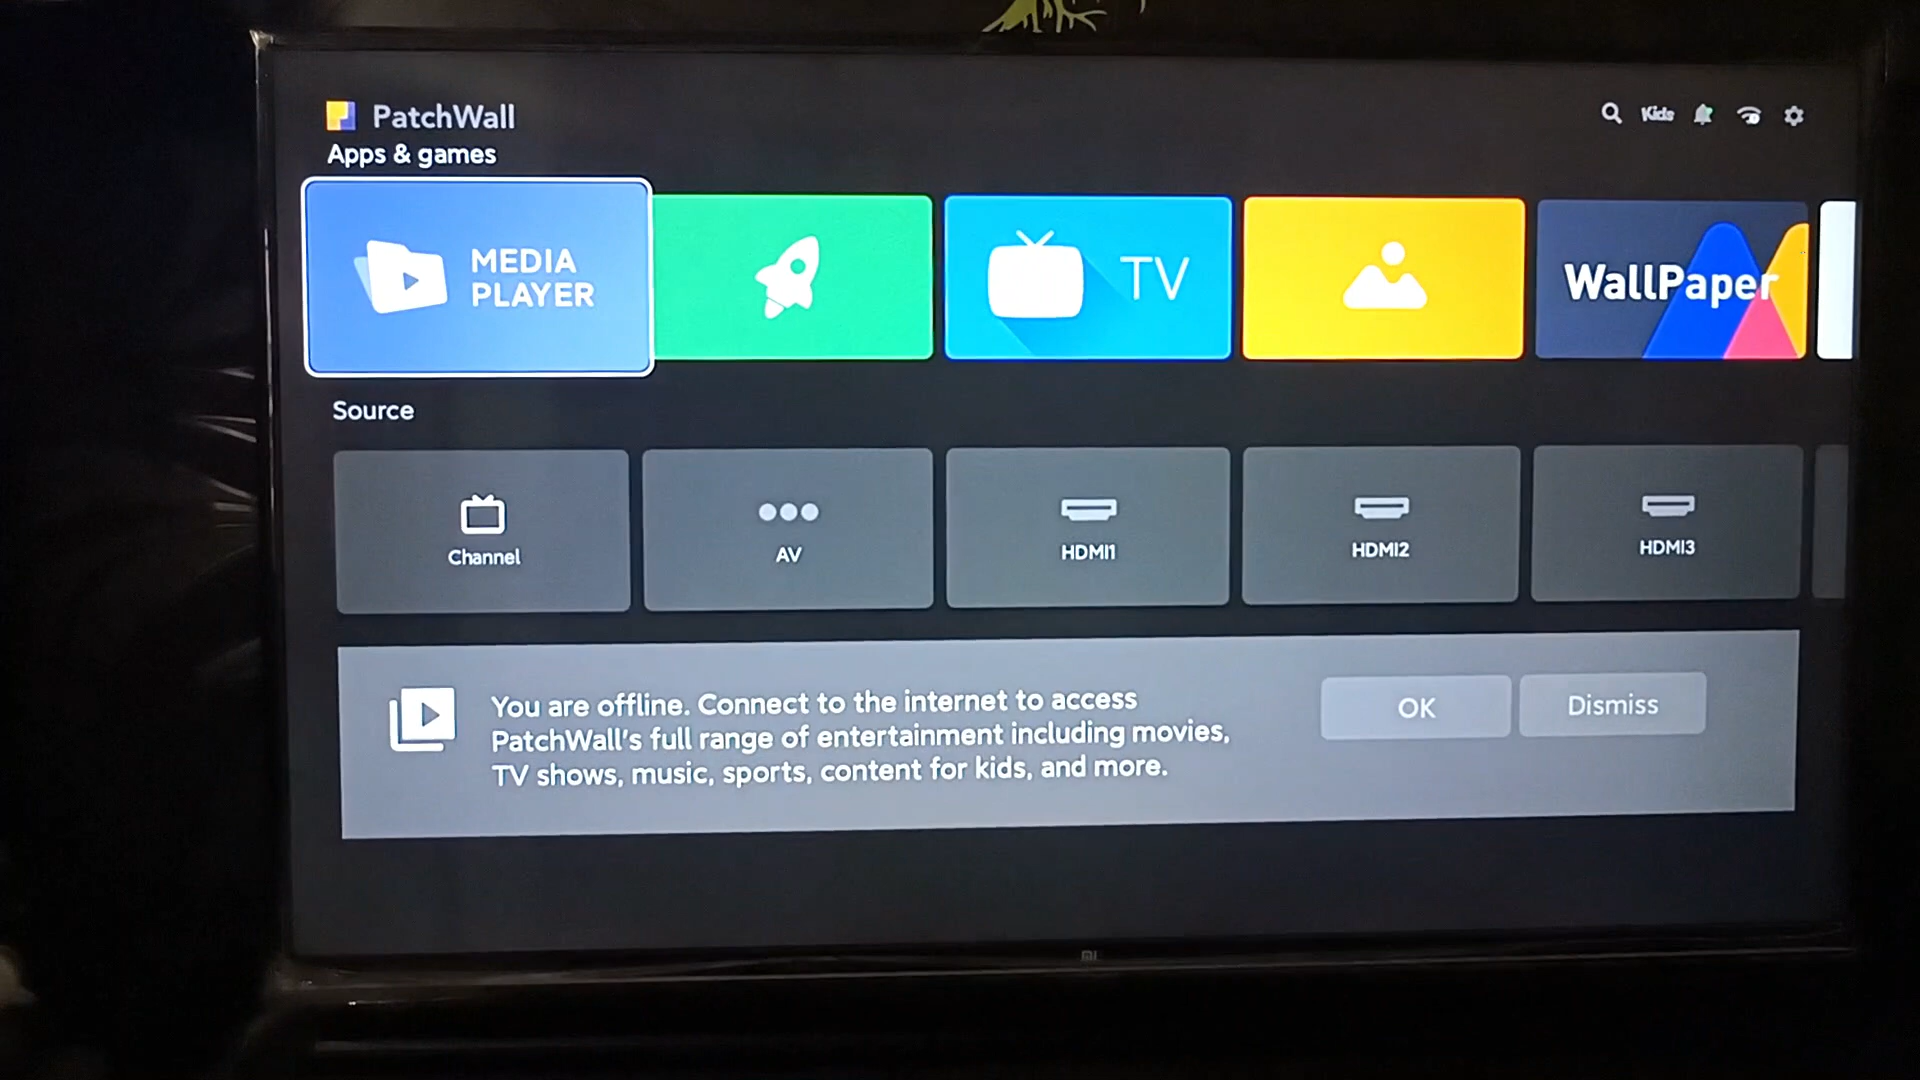 PatchWall
Kids
Apps & games
MEDIA
PLAYER
TV
WallPaper
Source
Channel
AV
HDMI1
HDMI2
HDMI3
You are offline. Connect to the internet to access
PatchWall's full range of entertainment including movies,
TV shows, music, sports, content for kids, and more.
OK
Dismiss
mi